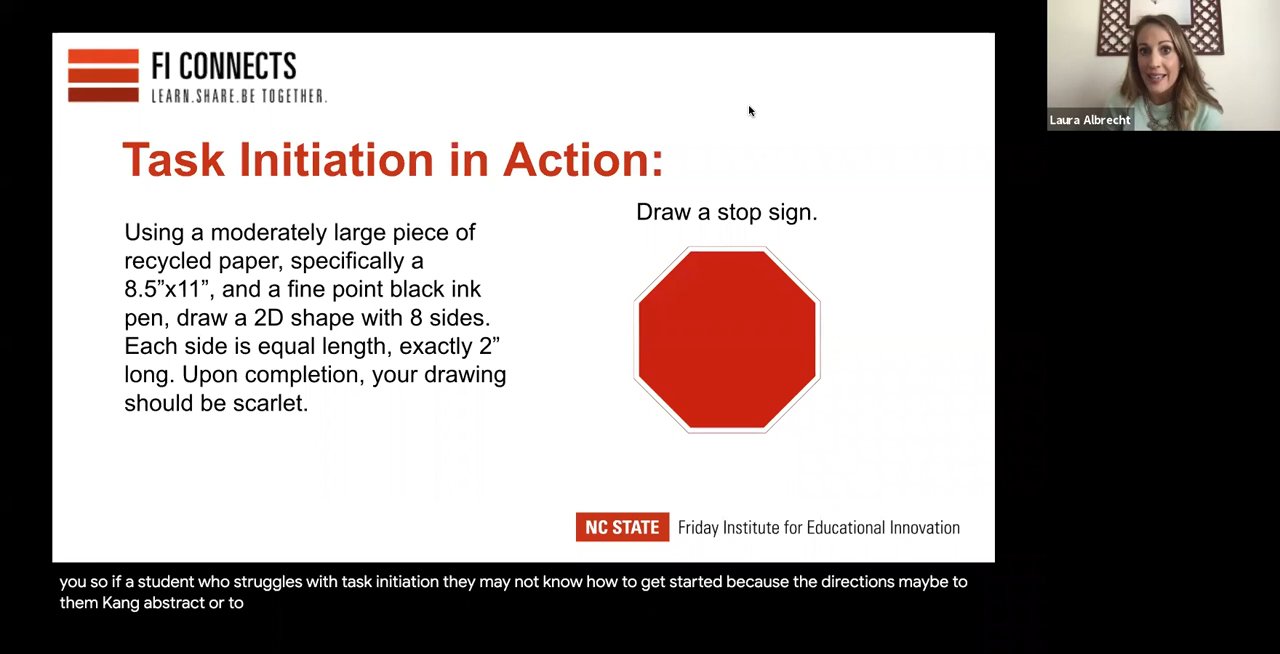 FI CONNECTS
LEARN.SHARE.BE TOGETHER.
Laura Albrecht
Task Initiation in Action:
Using a moderately large piece of
recycled paper, specifically a
8.5”x11”, and a fine point black ink
pen, draw a 2D shape with 8 sides.
Each side is equal length, exactly 2”
long. Upon completion, your drawing
should be scarlet.
Draw a stop sign.
NC STATE Friday Institute for Educational Innovation
you so if a student who struggles with task initiation they may not know how to get started because the directions maybe to
them Kang abstract or to